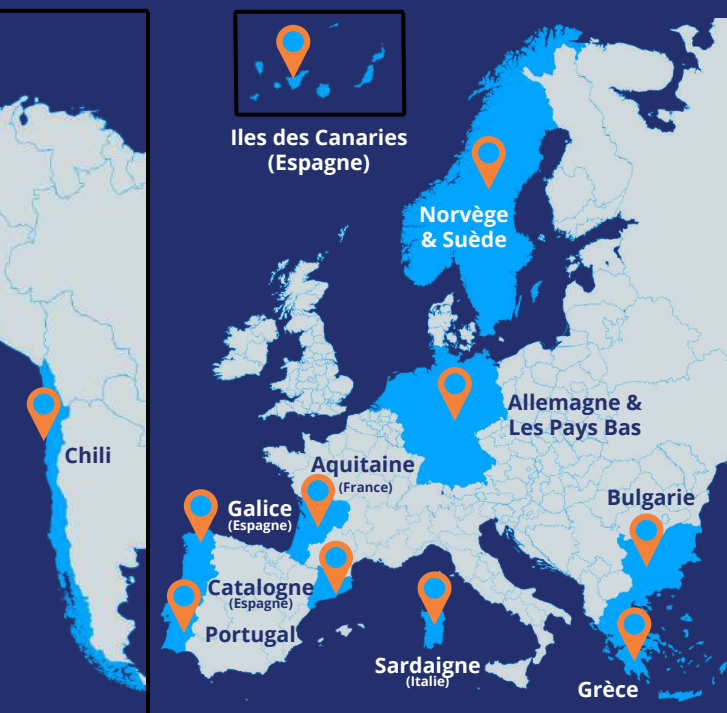 Iles des Canaries
(Espagne)
Norvège
& Suède
Allemagne &
Les Pays Bas
Chili
Aquitaine
(France)
Bulgarie
Galice
(Espagne)
Catalogne
(Espagne)
Portugal
Sardaigne
(Italie)
Grèce